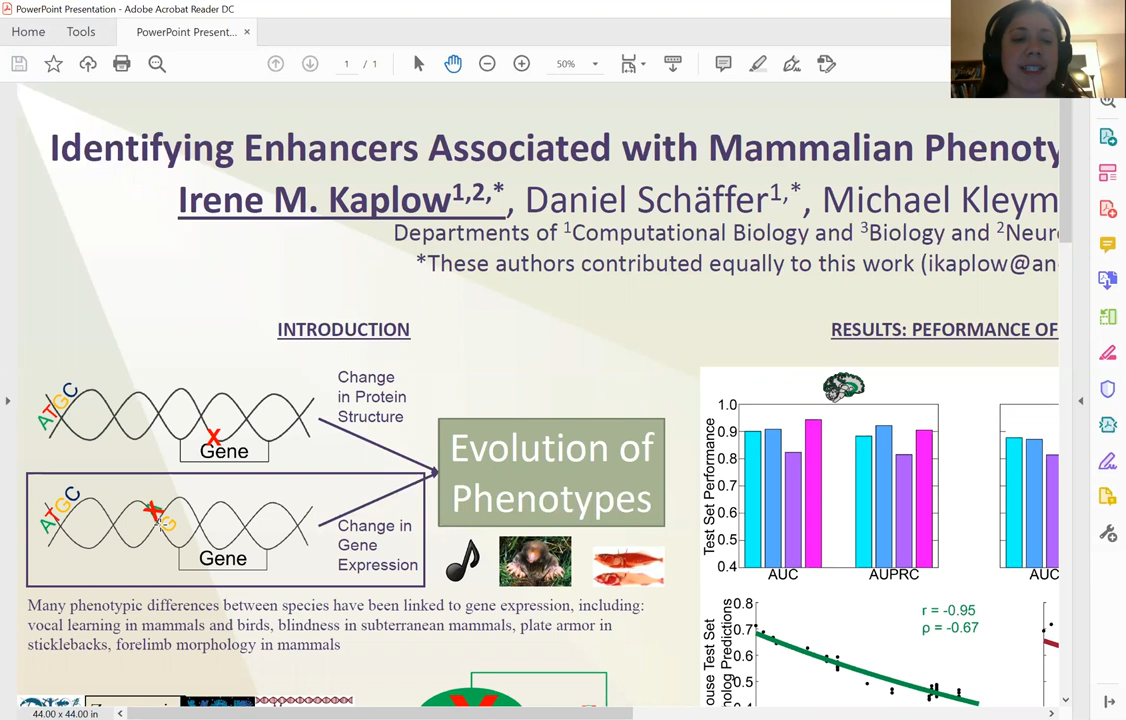 PowerPoint Presentation - Adobe Acrobat Reader DC
Home Tools PowerPoint Present... ×
1 / 1 50%
Identifying Enhancers Associated with Mammalian Phenoty
Irene M. Kaplow1,2,*, Daniel Schäffer1,*, Michael Kleym
Departments of 1Computational Biology and 3Biology and 2Neur
*These authors contributed equally to this work (ikaplow@an
INTRODUCTION
ATGC
X
Gene
Change
in Protein
Structure
ATGC
X
G
Gene
Change in
Gene
Expression
Evolution of
Phenotypes
Many phenotypic differences between species have been linked to gene expression, including:
vocal learning in mammals and birds, blindness in subterranean mammals, plate armor in
sticklebacks, forelimb morphology in mammals
RESULTS: PEFORMANCE OF
Test Set Performance
1.0
0.9
0.8
0.7
0.6
0.5
0.4
AUC AUPRC AUC
ouse Test Set
olog Predictions
0.8
0.7
0.6
0.5
r = -0.95
ρ = -0.67
44.00 x 44.00 in